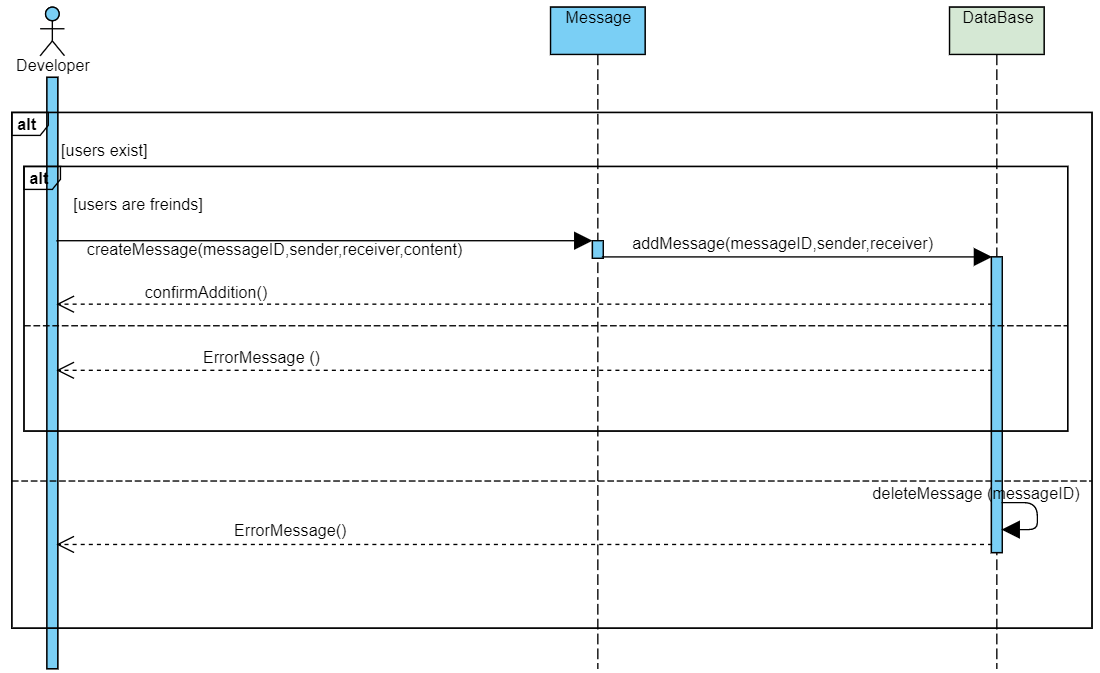 Message
DataBase
Developer
alt
[users exist]
alt
[users are freinds]
createMessage(messageID,sender,receiver,content)
addMessage(messageID,sender,receiver)
confirmAddition()
ErrorMessage ()
deleteMessage (messageID)
ErrorMessage()